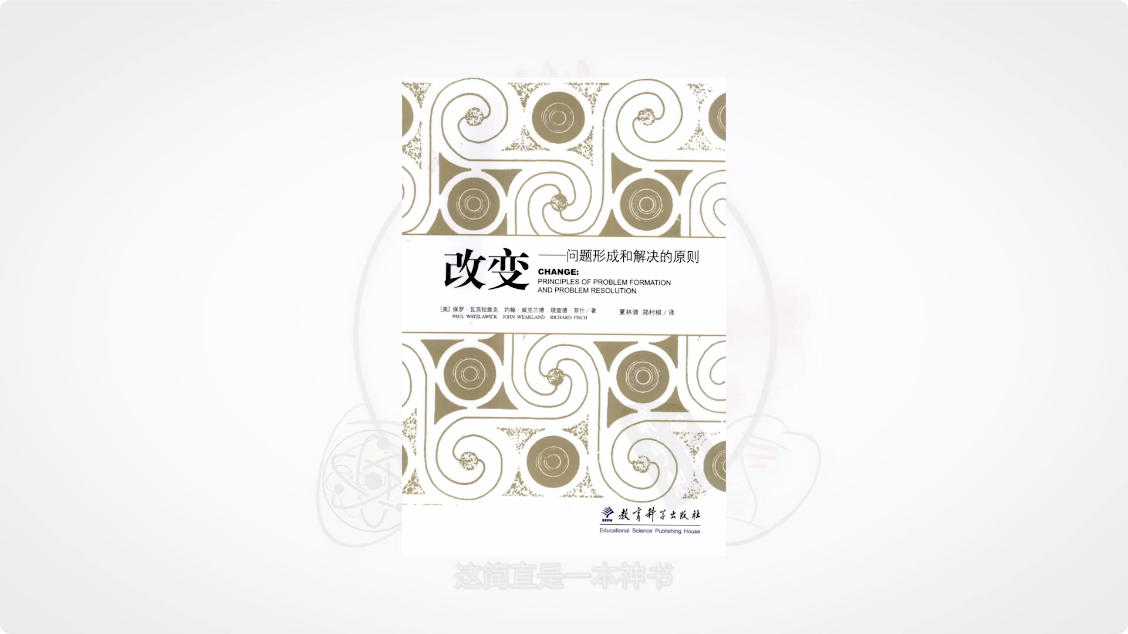 改变
——问题形成和解决的原则
CHANGE:
PRINCIPLES OF PROBLEM FORMATION
AND PROBLEM RESOLUTION
[美] 保罗·瓦茨拉维克 约翰·威克兰德 理查德·菲什/著
PAUL WATZLAWICK JOHN WEAKLAND RICHARD FISCH
夏林清 郑村棋/译
教育科学出版社
Educational Science Publishing House
这简直是一本神书